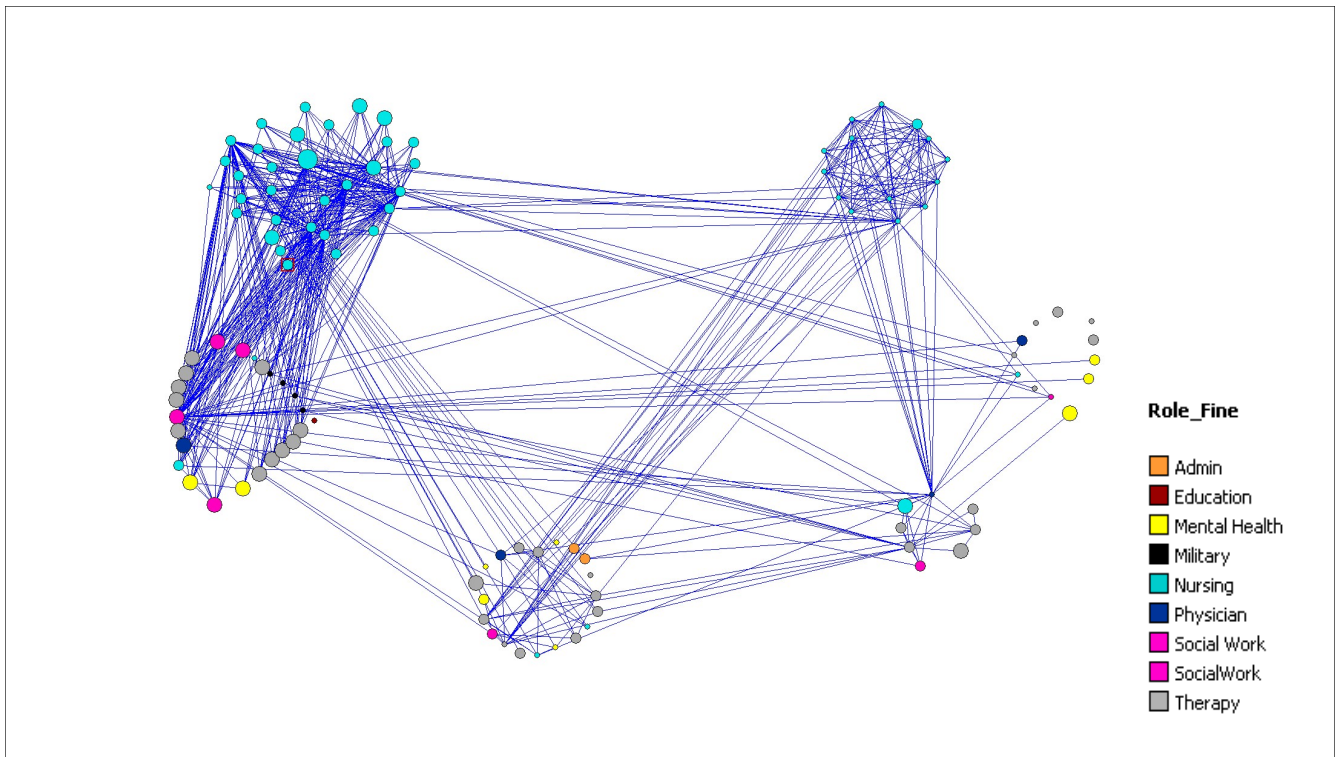 Role_Fine
Admin
Education
Mental Health
Military
Nursing
Physician
Social Work
SocialWork
Therapy